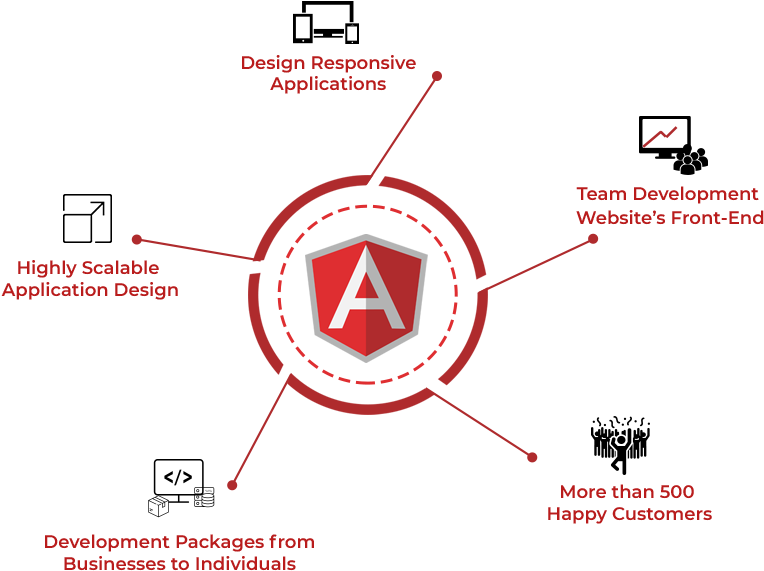 Design Responsive
Applications
Team Development
Website's Front-End
Highly Scalable
Application Design
A
</>
More than 500
Happy Customers
Development Packages from
Businesses to Individuals